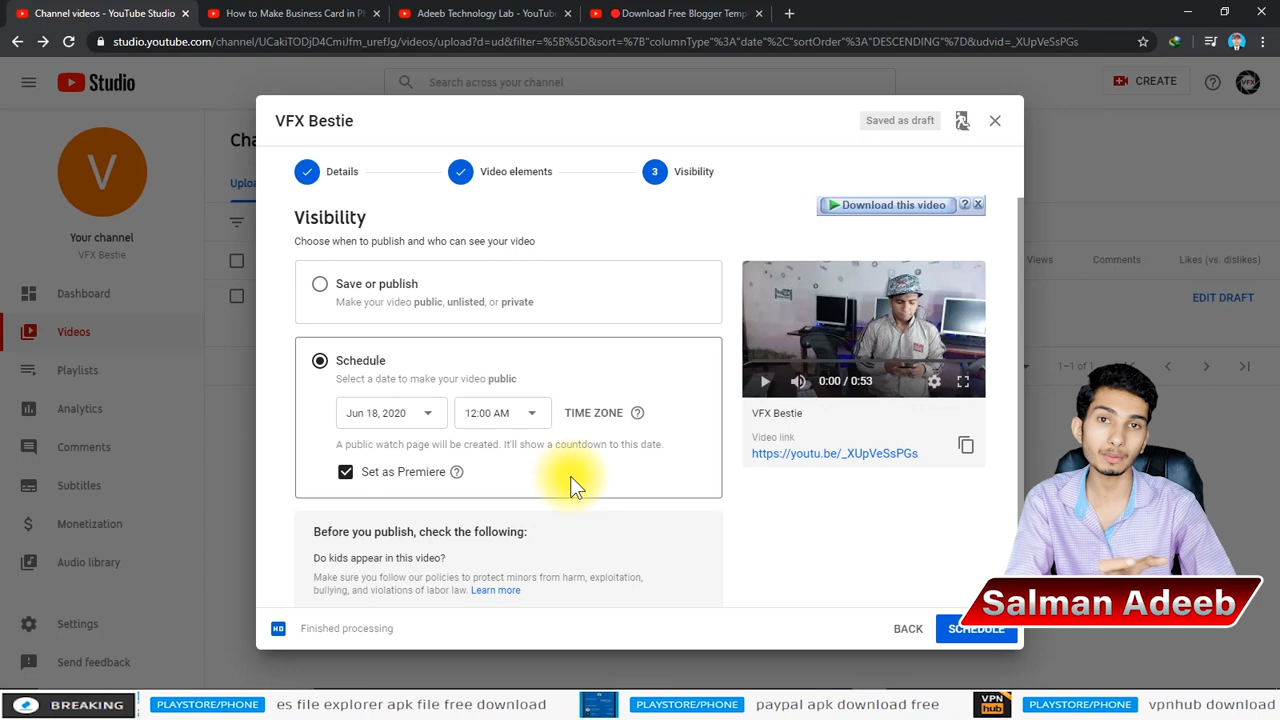 Channel videos - YouTube Studio
How to Make Business Card in P
Adeeb Technology Lab - YouTub
Download Free Blogger Temp
studio.youtube.com/channel/UCakiTODjD4CmiJfm_urefJg/videos/upload?d=ud&filter=%5B%5D&sort=%7B"columnType"%3A"date"%2C"sortOrder"%3A"DESCENDING"%7D&udvid=_XUpVeSsPGs
Studio
Search across your channel
CREATE
VFX
V
Your channel
VFX Bestie
Dashboard
Videos
Playlists
Analytics
Comments
Subtitles
Monetization
Audio library
Settings
Send feedback
Cha
Uploa
VFX Bestie
Saved as draft
Details
Video elements
3 Visibility
Visibility
Choose when to publish and who can see your video
Save or publish
Make your video public, unlisted, or private
Schedule
Select a date to make your video public
Jun 18, 2020
12:00 AM
TIME ZONE
A public watch page will be created. It'll show a countdown to this date.
Set as Premiere
Before you publish, check the following:
Do kids appear in this video?
Make sure you follow our policies to protect minors from harm, exploitation,
bullying, and violations of labor law. Learn more
Download this video
0:00 / 0:53
VFX Bestie
Video link
https://youtu.be/_XUpVeSsPGs
HD
Finished processing
BACK
SCHEDULE
Views
Comments
Likes (vs. dislikes)
EDIT DRAFT
Salman Adeeb
BREAKING
PLAYSTORE/PHONE
es file explorer apk file free download
PLAYSTORE/PHONE
paypal apk download free
VPN
hub
PLAYSTORE/PHONE
vpnhub download